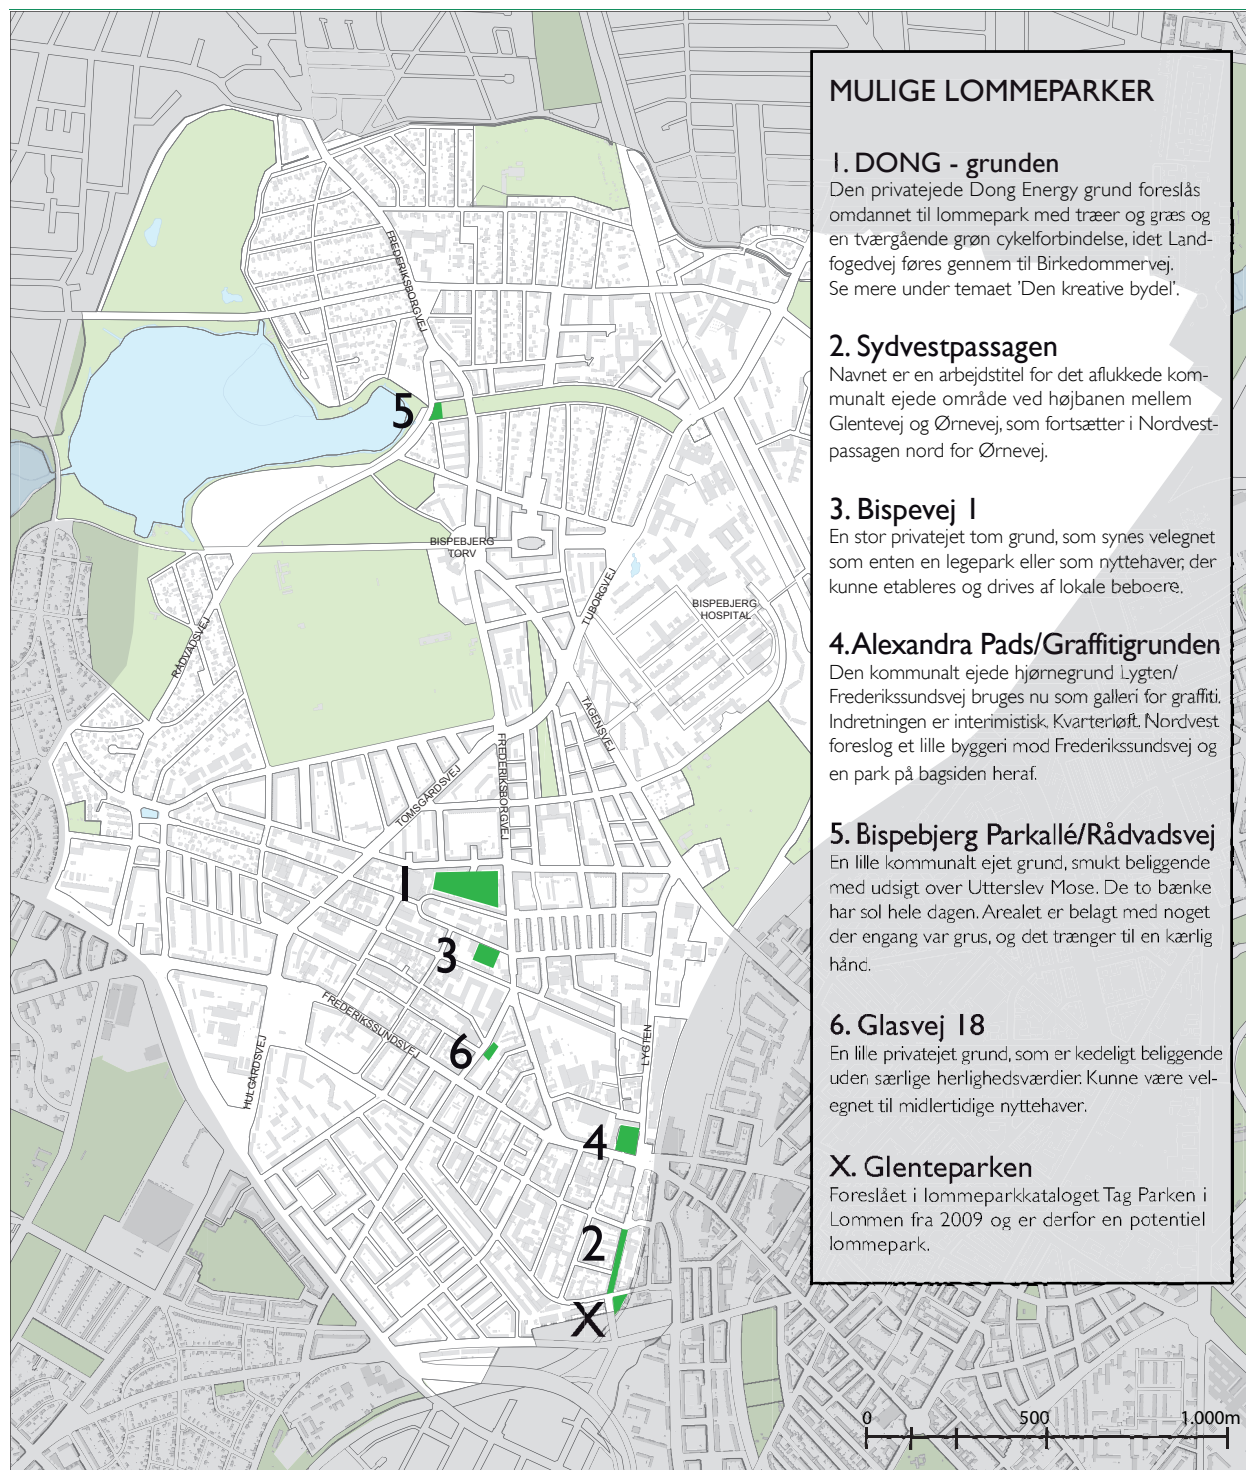 MULIGE LOMMEPARKER
1. DONG - grunden
Den privatejede Dong Energy grund foreslås
omdannet til lommepark med træer og græs og
en tværgående grøn cykelforbindelse, idet Land-
fogedvej føres gennem til Birkedommervej.
Se mere under temaet ’Den kreative bydel’.
2. Sydvestpassagen
Navnet er en arbejdstitel for det aflukkede kom-
munalt ejede område ved højbanen mellem
Glentevej og Ørnevej, som fortsætter i Nordvest-
passagen nord for Ørnevej.
3. Bispevej 1
En stor privatejet tom grund, som synes velegnet
som enten en legepark eller som nyttehaver, der
kunne etableres og drives af lokale beboere.
4. Alexandra Pads/Graffitigrunden
Den kommunalt ejede hjørnegrund Lygten/
Frederikssundsvej bruges nu som galleri for graffiti.
Indretningen er interimistisk. Kvarterløft Nordvest
foreslog et lille byggeri mod Frederikssundsvej og
en park på bagsiden heraf.
5. Bispebjerg Parkallé/Rådvadsvej
En lille kommunalt ejet grund, smukt beliggende
med udsigt over Utterslev Mose. De to bænke
har sol hele dagen. Arealet er belagt med noget
der engang var grus, og det trænger til en kærlig
hånd.
6. Glasvej 18
En lille privatejet grund, som er kedeligt beliggende
uden særlige herlighedsværdier. Kunne være vel-
egnet til midlertidige nyttehaver.
X. Glenteparken
Foreslået i lommeparkkataloget Tag Parken i
Lommen fra 2009 og er derfor en potentiel
lommepark.
FREDERIKSBORGVEJ
5
BISPEBJERG
TORV
TUBORGVEJ
BISPEBJERG
HOSPITAL
RÅDVADSVEJ
TAGENSVEJ
FREDERIKSBORGVEJ
TOMSGÅRDSVEJ
1
3
FREDERIKSSUNDSVEJ
6
LYGTEN
HULGÅRDSVEJ
4
2
X
0 500 1.000m